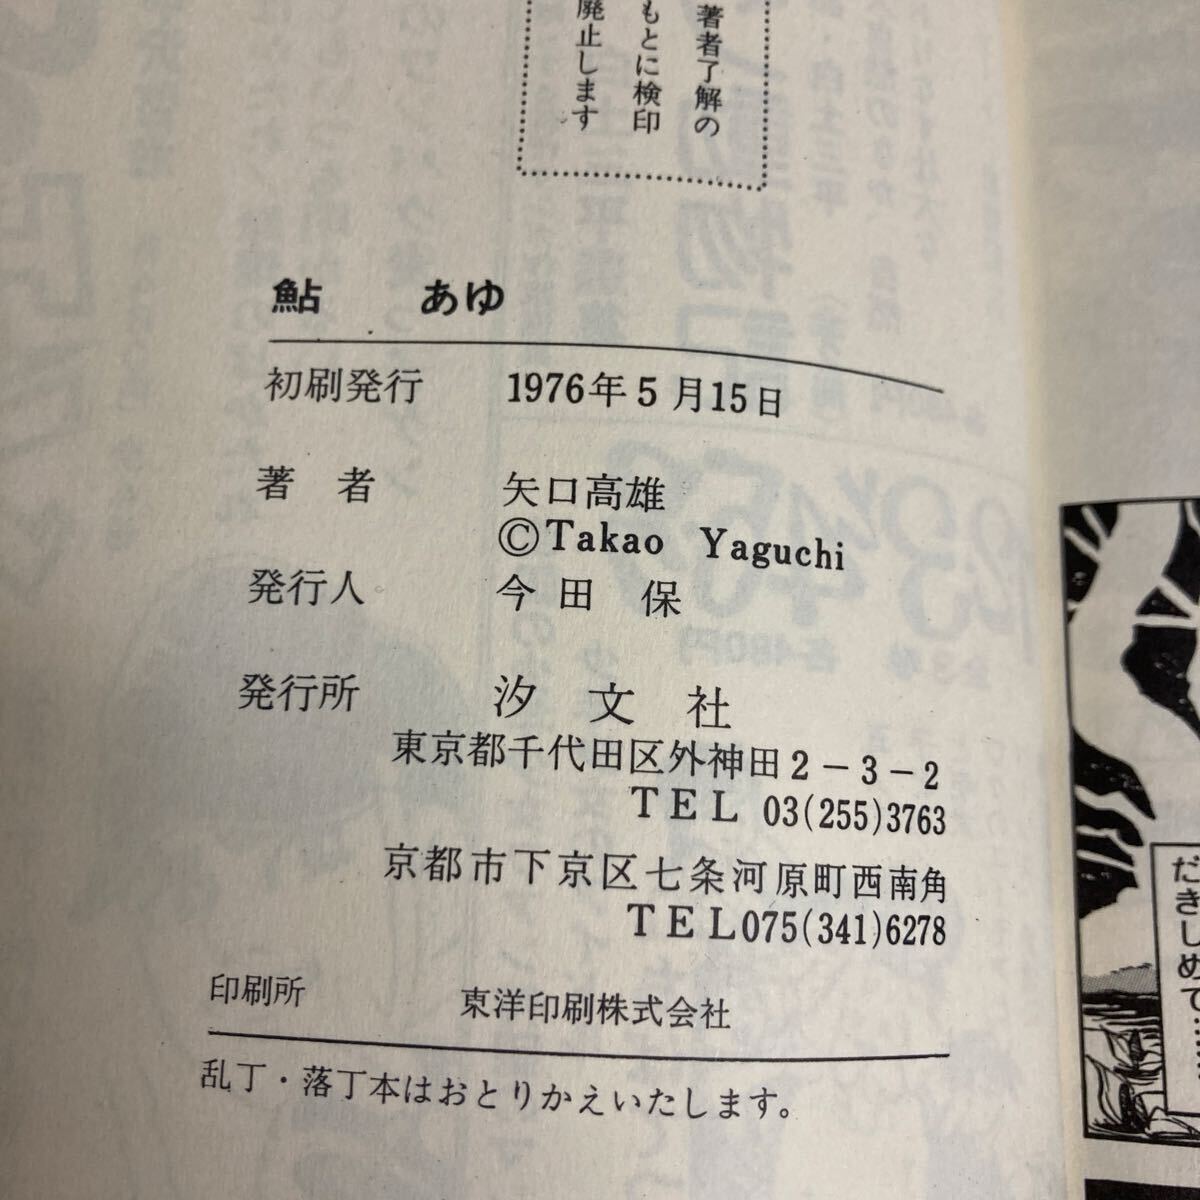 著者了解の
もとに検印
廃止します
鮎 あゆ
初刷発行 1976年5月15日
著者 矢口高雄
©Takao Yaguchi
発行人 今田保
発行所 汐文社
東京都千代田区外神田2-3-2
TEL 03(255)3763
京都市下京区七条河原町西南角
TEL075(341)6278
印刷所 東洋印刷株式会社
乱丁・落丁本はおとりかえいたします。
だきしめて……